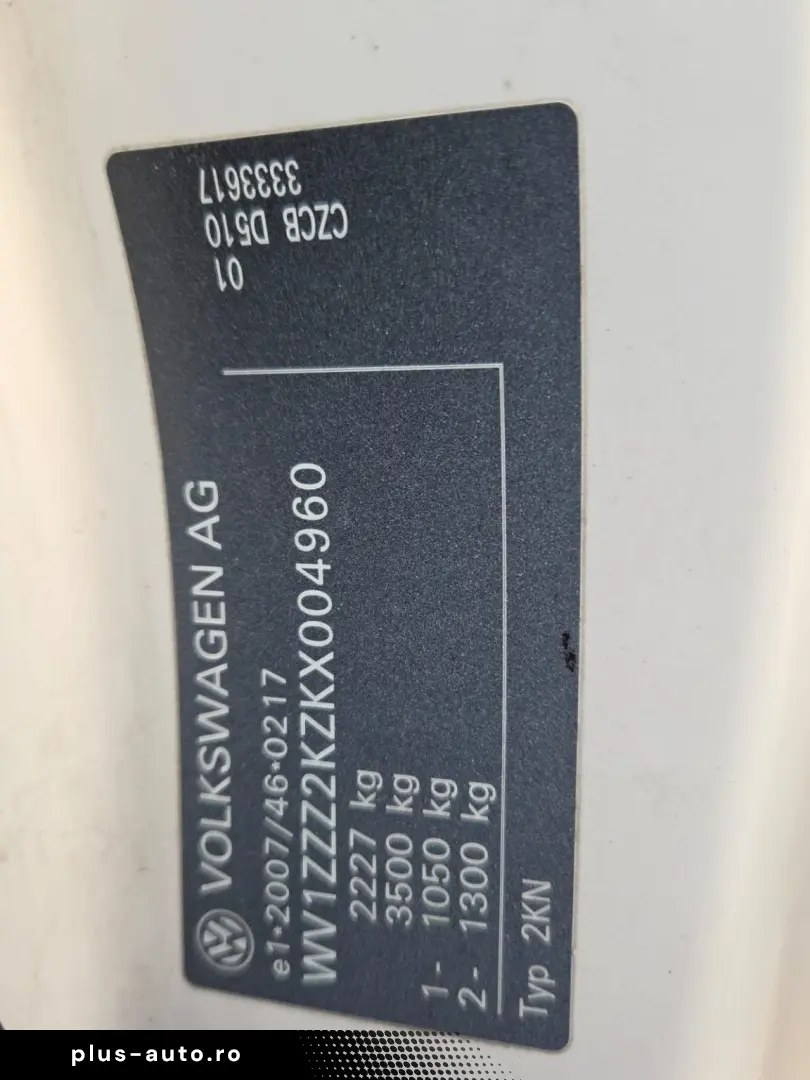 VOLKSWAGEN AG
e1*2007/46*0217
WV1ZZZ2KZKX004960
2227 kg
3500 kg
1- 1050 kg
2- 1300 kg
Typ 2KN
3333617
CZCB D510
01
plus-auto.ro